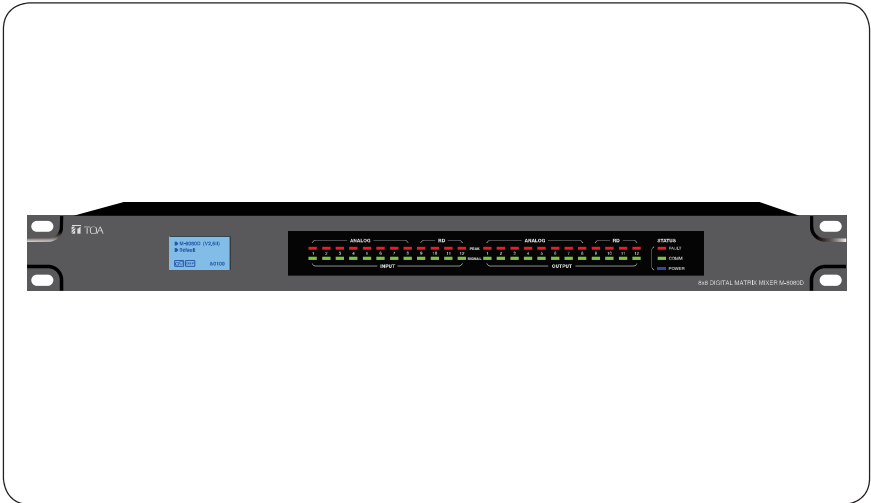 TOA
M-8080D (V3,84)
Default
ANALOG RD ANALOG RD STATUS
PEAK FAULT
1 2 3 4 5 6 7 8 9 10 11 12 1 2 3 4 5 6 7 8 9 10 11 12
SIGNAL COMM
INPUT OUTPUT
POWER
8x8 DIGITAL MATRIX MIXER M-8080D